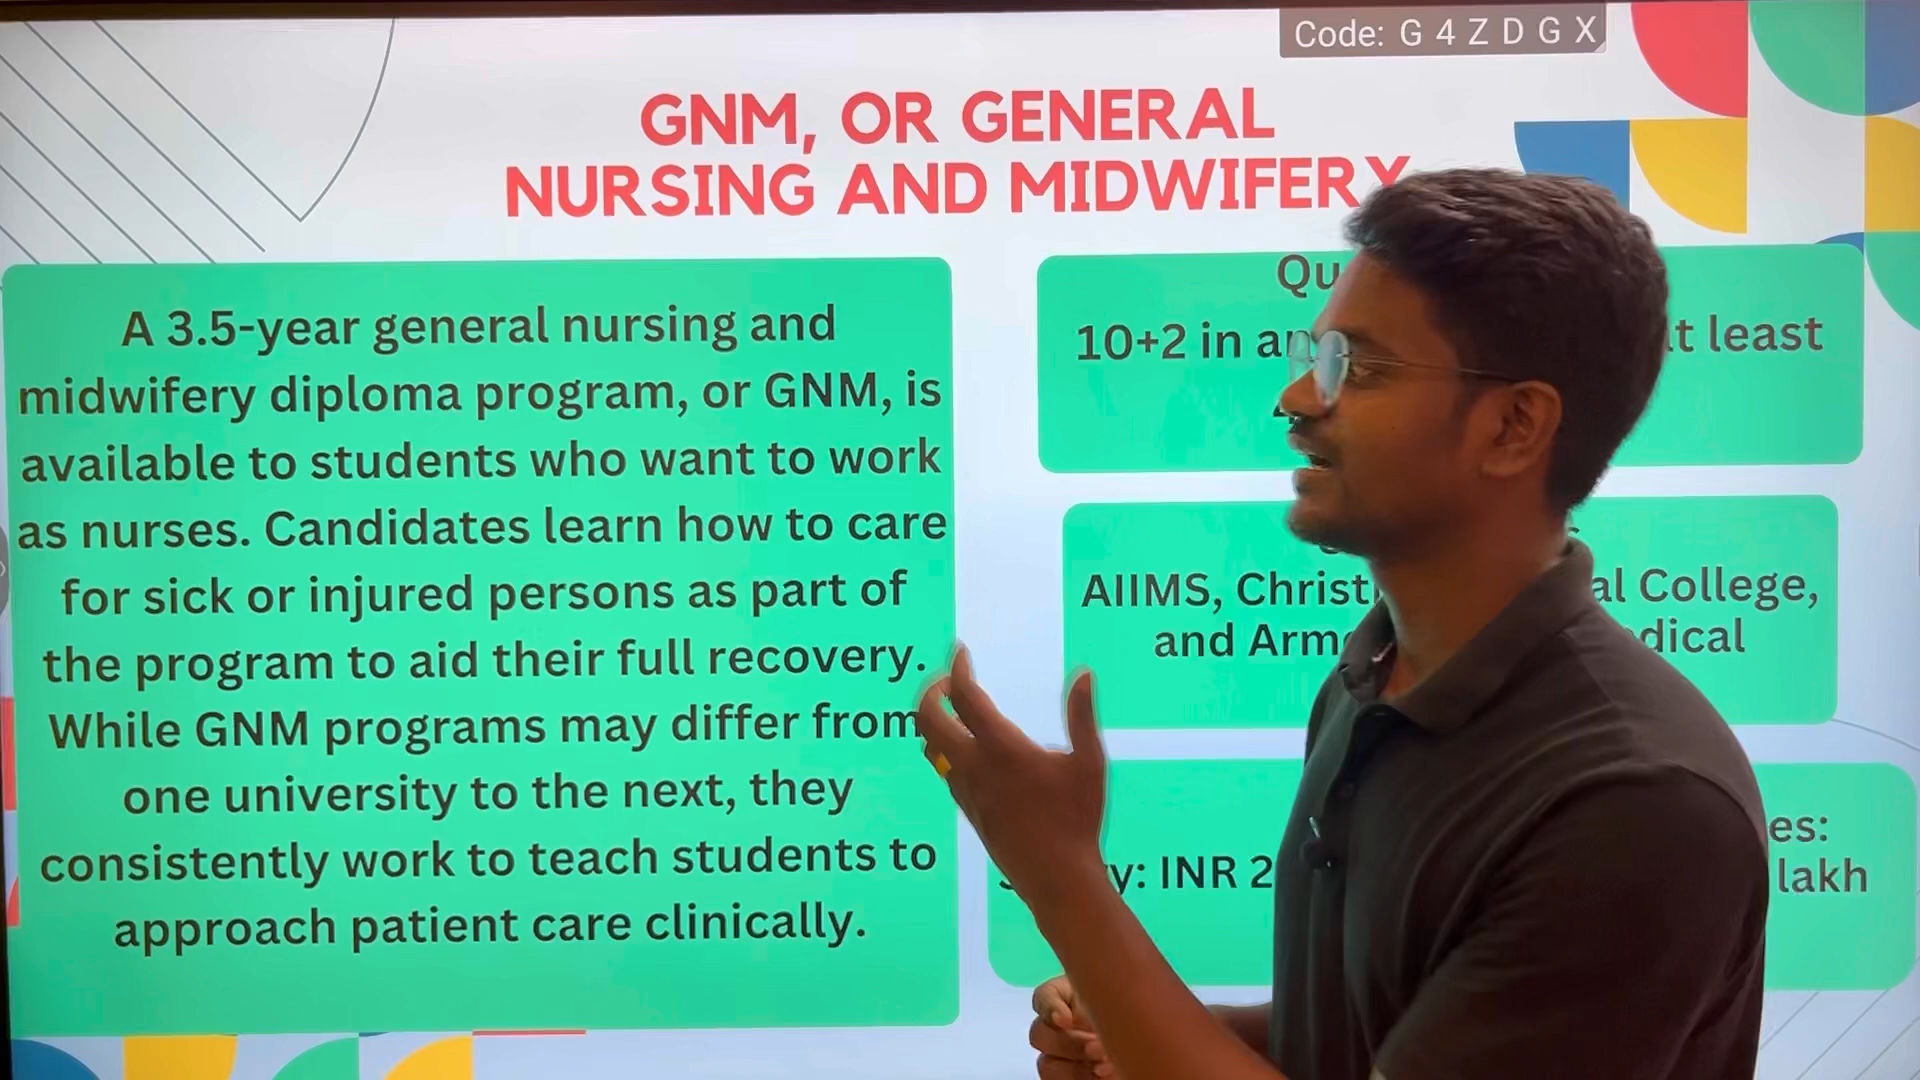 Code: G 4 Z D G X
GNM, OR GENERAL
NURSING AND MIDWIFERY
A 3.5-year general nursing and
midwifery diploma program, or GNM, is
available to students who want to work
as nurses. Candidates learn how to care
for sick or injured persons as part of
the program to aid their full recovery.
While GNM programs may differ from
one university to the next, they
consistently work to teach students to
approach patient care clinically.
10+2 in least
AIIMS, College,
and
INR lakh